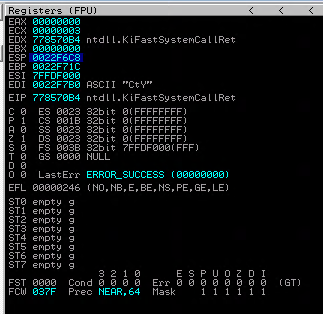 Registers (FPU) < < <
EAX 00000000
ECX 00000003
EDX 778570B4 ntdll.KiFastSystemCallRet
EBX 00000000
ESP 0022F6C8
EBP 0022F71C
ESI 7FFDF000
EDI 0022F7B0 ASCII "CtY"
EIP 778570B4 ntdll.KiFastSystemCallRet
C 0 ES 0023 32bit 0(FFFFFFFF)
P 1 CS 001B 32bit 0(FFFFFFFF)
A 0 SS 0023 32bit 0(FFFFFFFF)
Z 1 DS 0023 32bit 0(FFFFFFFF)
S 0 FS 003B 32bit 7FFDF000(FFF)
T 0 GS 0000 NULL
D 0
O 0 LastErr ERROR_SUCCESS (00000000)
EFL 00000246 (NO,NB,E,BE,NS,PE,GE,LE)
ST0 empty g
ST1 empty g
ST2 empty g
ST3 empty g
ST4 empty g
ST5 empty g
ST6 empty g
ST7 empty g
3 2 1 0 E S P U O Z D I
FST 0000 Cond 0 0 0 0 Err 0 0 0 0 0 0 0 0 (GT)
FCW 037F Prec NEAR,64 Mask 1 1 1 1 1 1